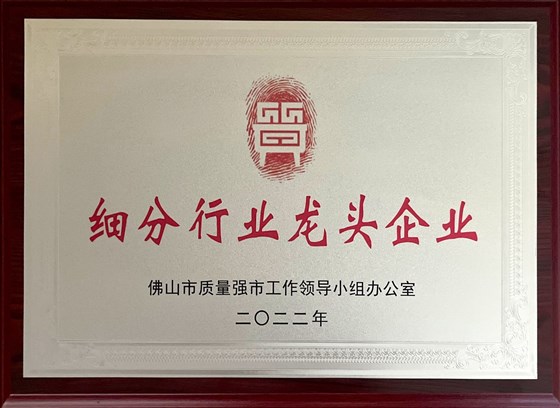 質
细分行业龙头企业
佛山市质量强市工作领导小组办公室
二〇二二年